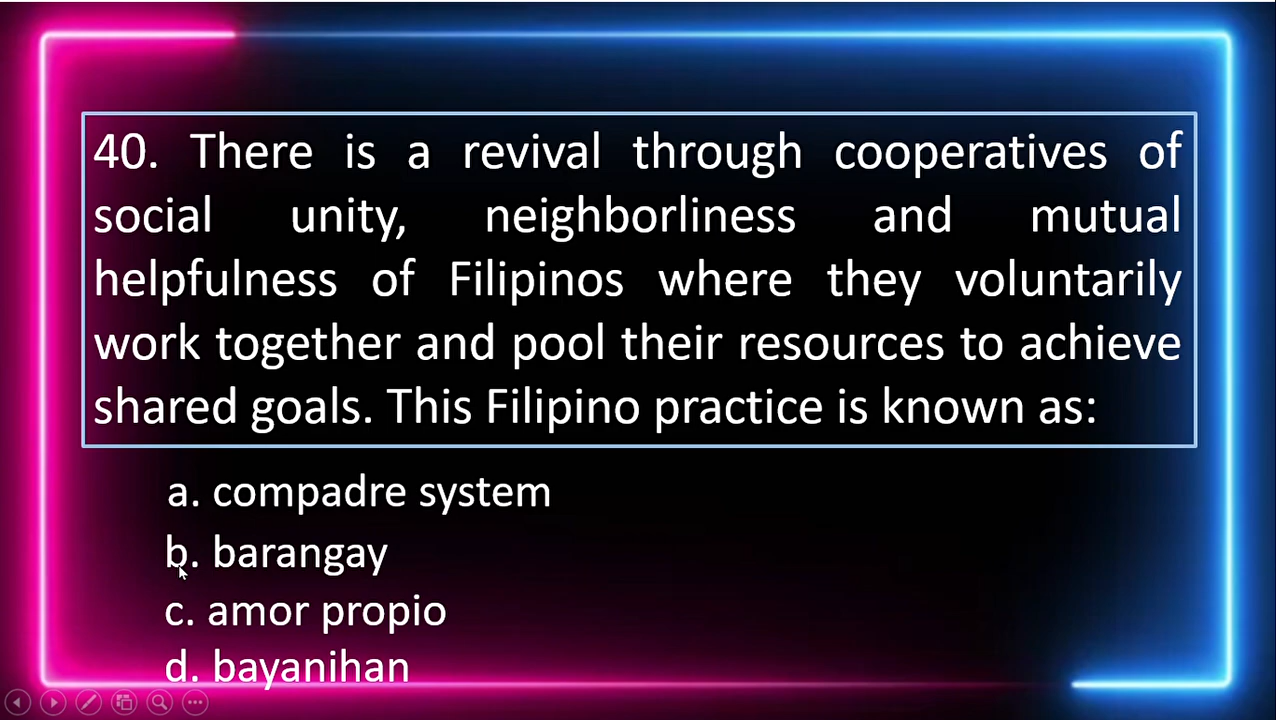 40. There is a revival through cooperatives of
social unity, neighborliness and mutual
helpfulness of Filipinos where they voluntarily
work together and pool their resources to achieve
shared goals. This Filipino practice is known as:
a. compadre system
b. barangay
c. amor propio
d. bayanihan